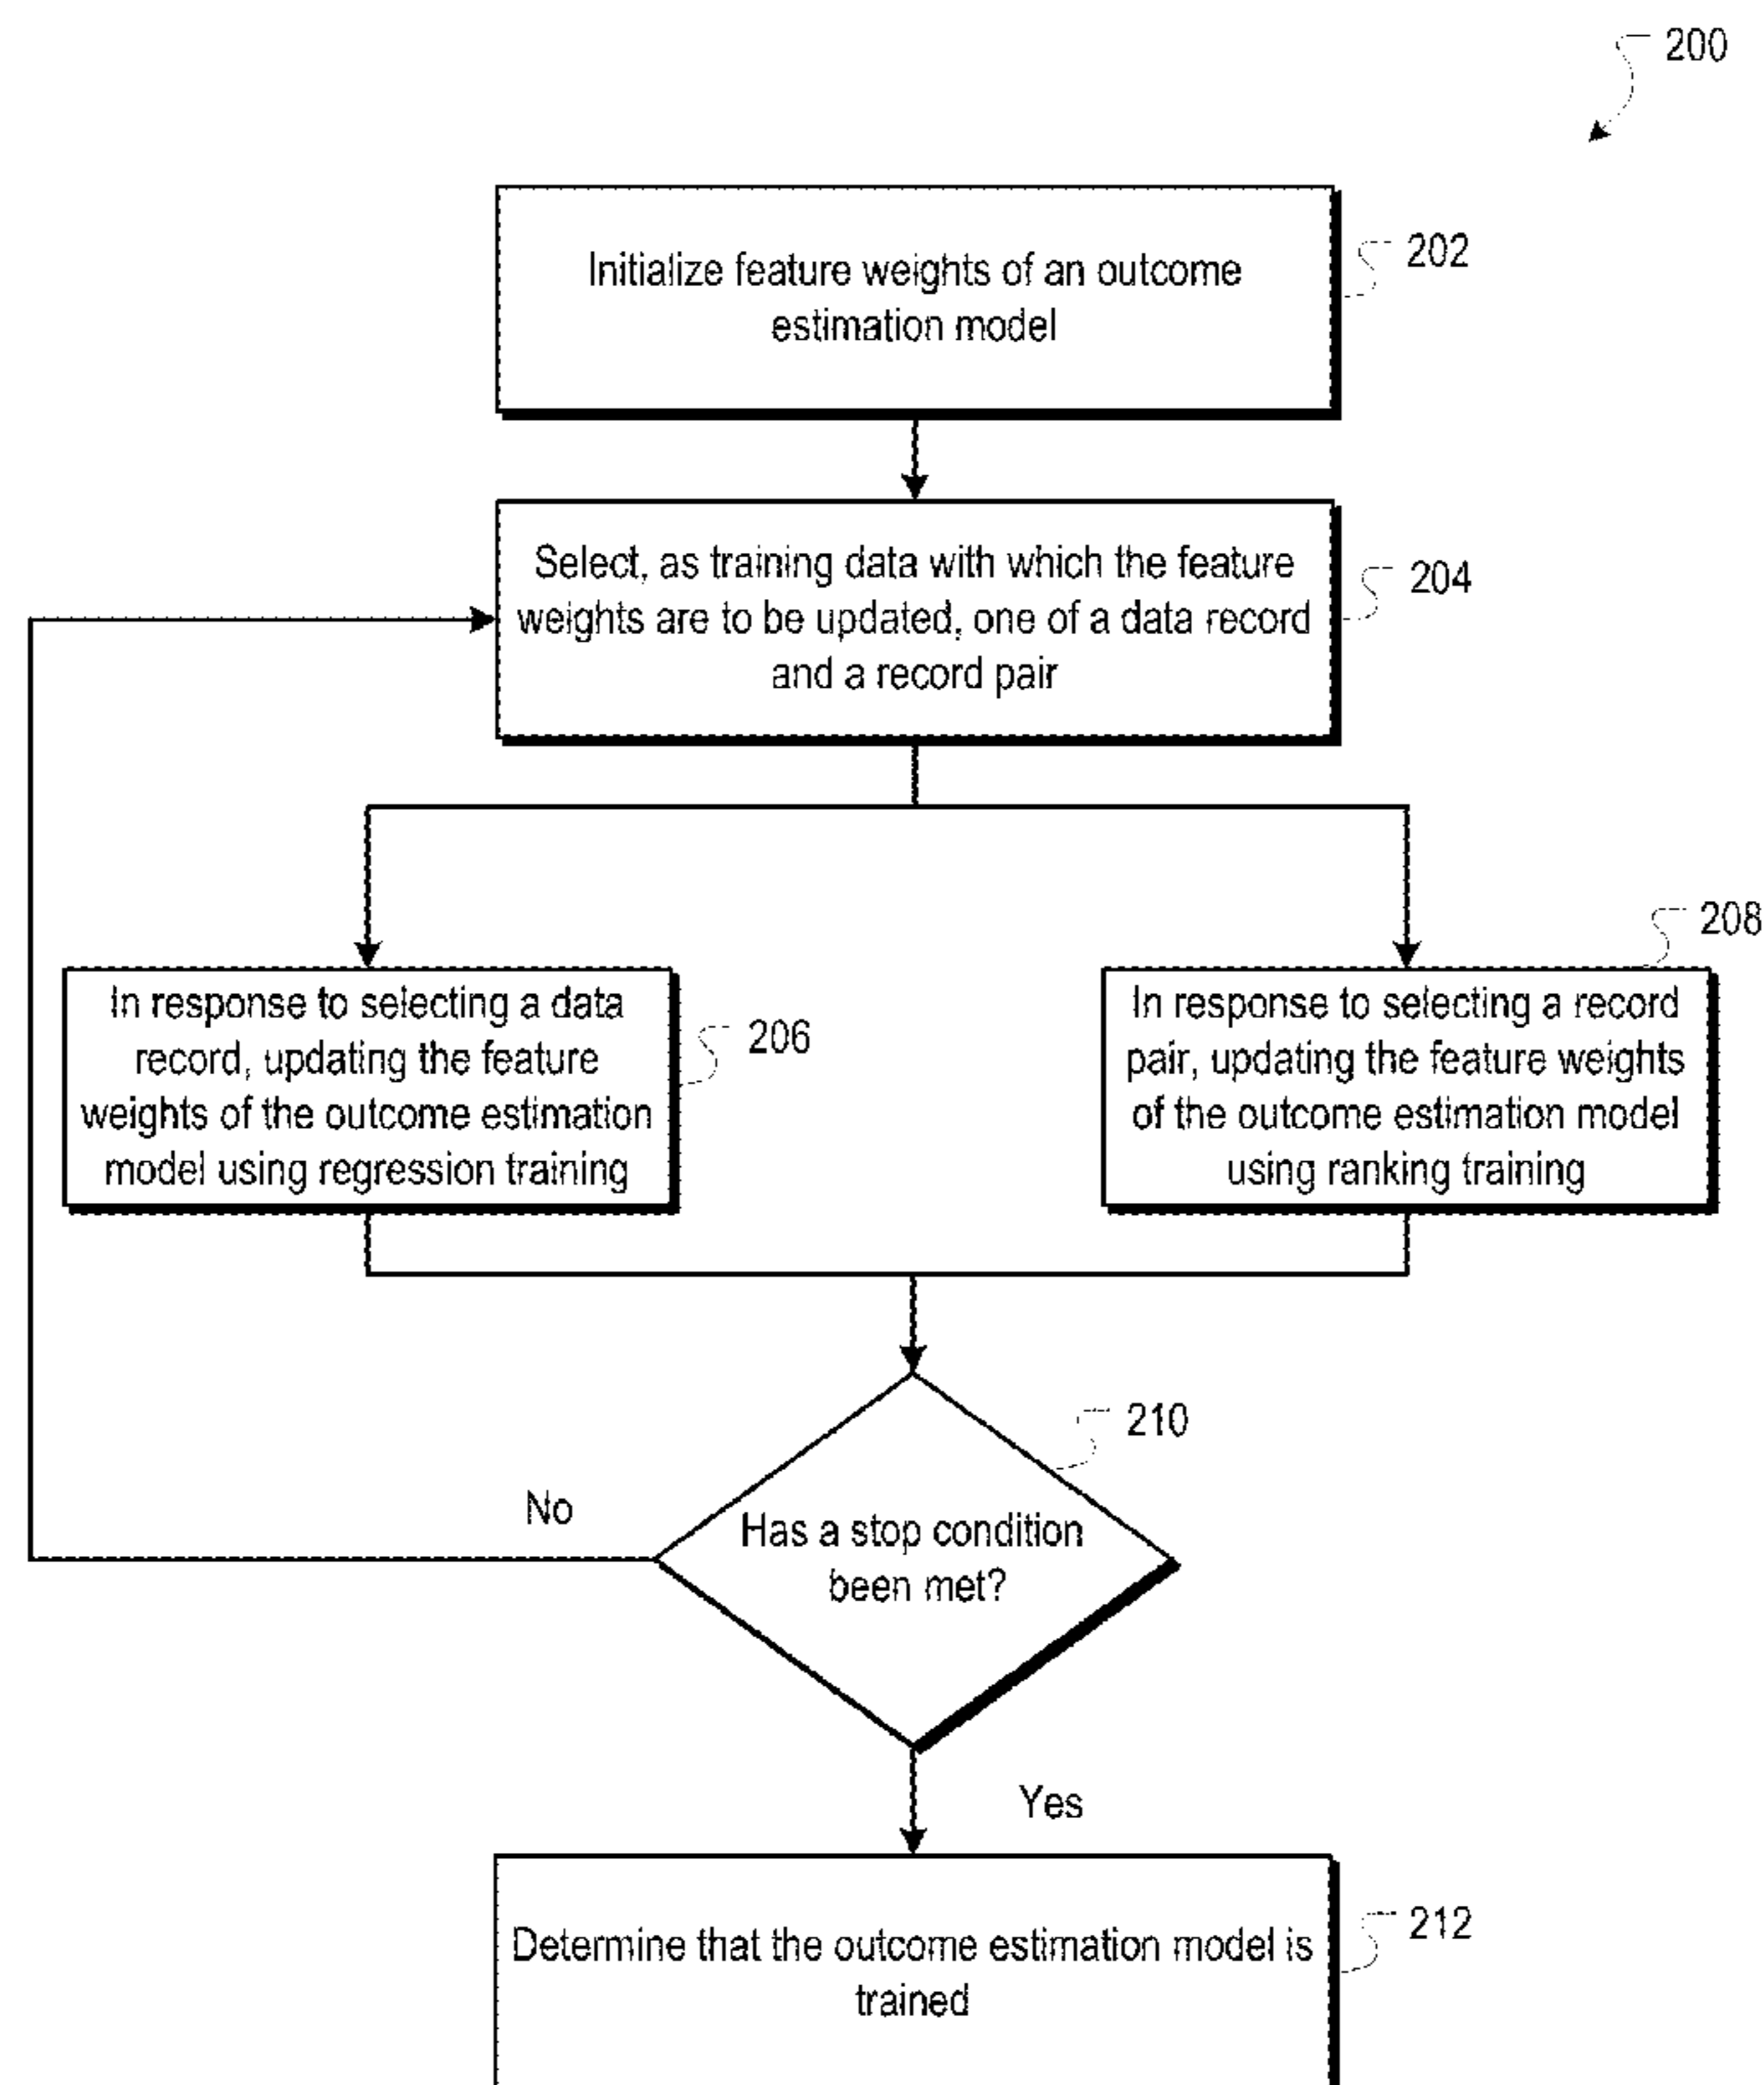 200
Initialize feature weights of an outcome
estimation model
202
Select, as training data with which the feature
weights are to be updated, one of a data record
and a record pair
204
In response to selecting a data
record, updating the feature
weights of the outcome estimation
model using regression training
206
208
In response to selecting a record
pair, updating the feature weights
of the outcome estimation model
using ranking training
210
Has a stop condition
been met?
No
Yes
Determine that the outcome estimation model is
trained
212